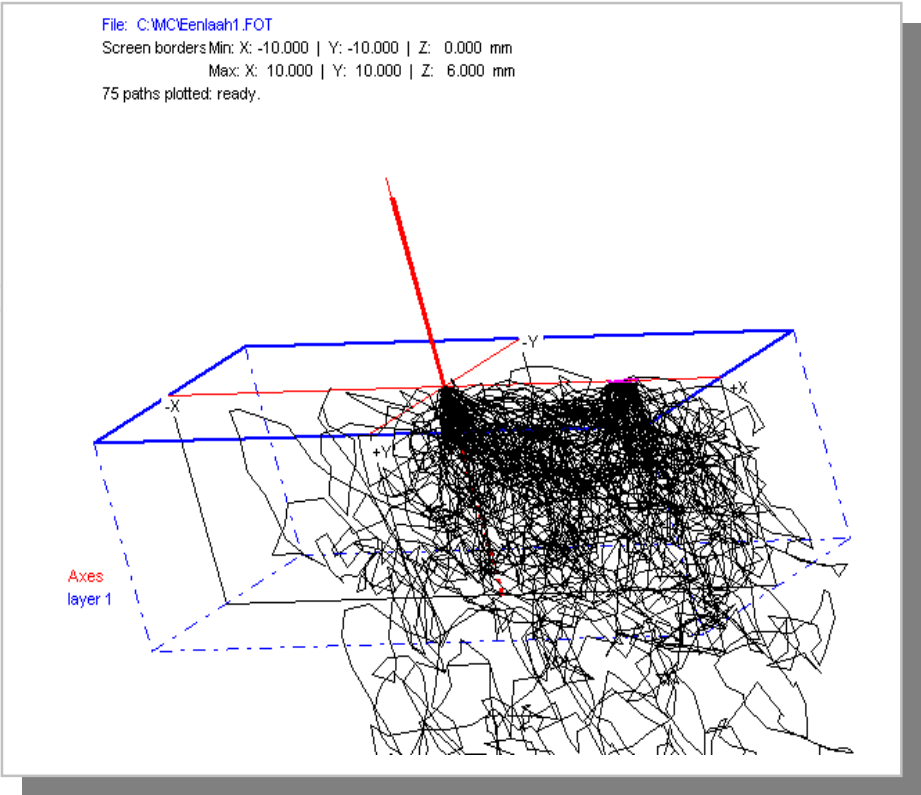 File: C:\MC\Eenlaah1.FOT
Screen borders Min: X: -10.000 | Y: -10.000 | Z: 0.000 mm
Max: X: 10.000 | Y: 10.000 | Z: 6.000 mm
75 paths plotted: ready.
-Y
+X
-X
+Y
Axes
layer 1